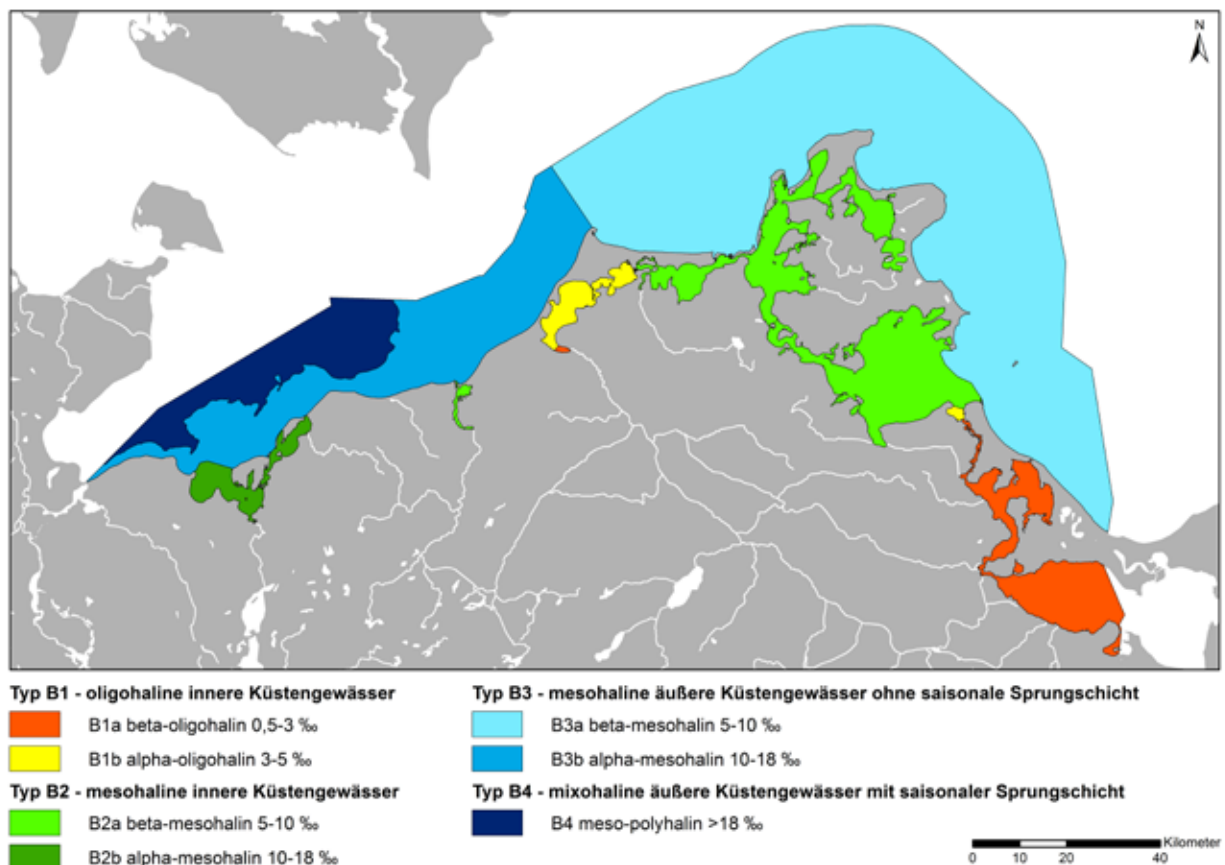 N
Typ B1 - oligohaline innere Küstengewässer
B1a beta-oligohalin 0,5-3 ‰
B1b alpha-oligohalin 3-5 ‰
Typ B2 - mesohaline innere Küstengewässer
B2a beta-mesohalin 5-10 ‰
B2b alpha-mesohalin 10-18 ‰
Typ B3 - mesohaline äußere Küstengewässer ohne saisonale Sprungschicht
B3a beta-mesohalin 5-10 ‰
B3b alpha-mesohalin 10-18 ‰
Typ B4 - mixohaline äußere Küstengewässer mit saisonaler Sprungschicht
B4 meso-polyhalin >18 ‰
Kilometer
0 10 20 40